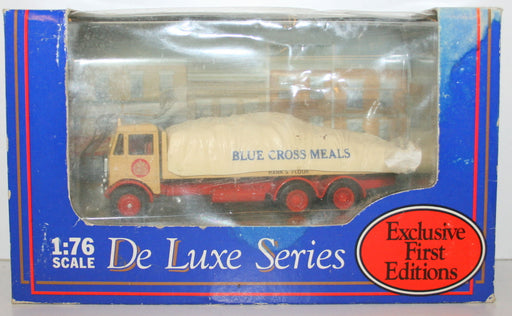 BLUE CROSS MEALS
RANK'S FLOUR
1:76
SCALE
De Luxe Series
Exclusive
First
Editions